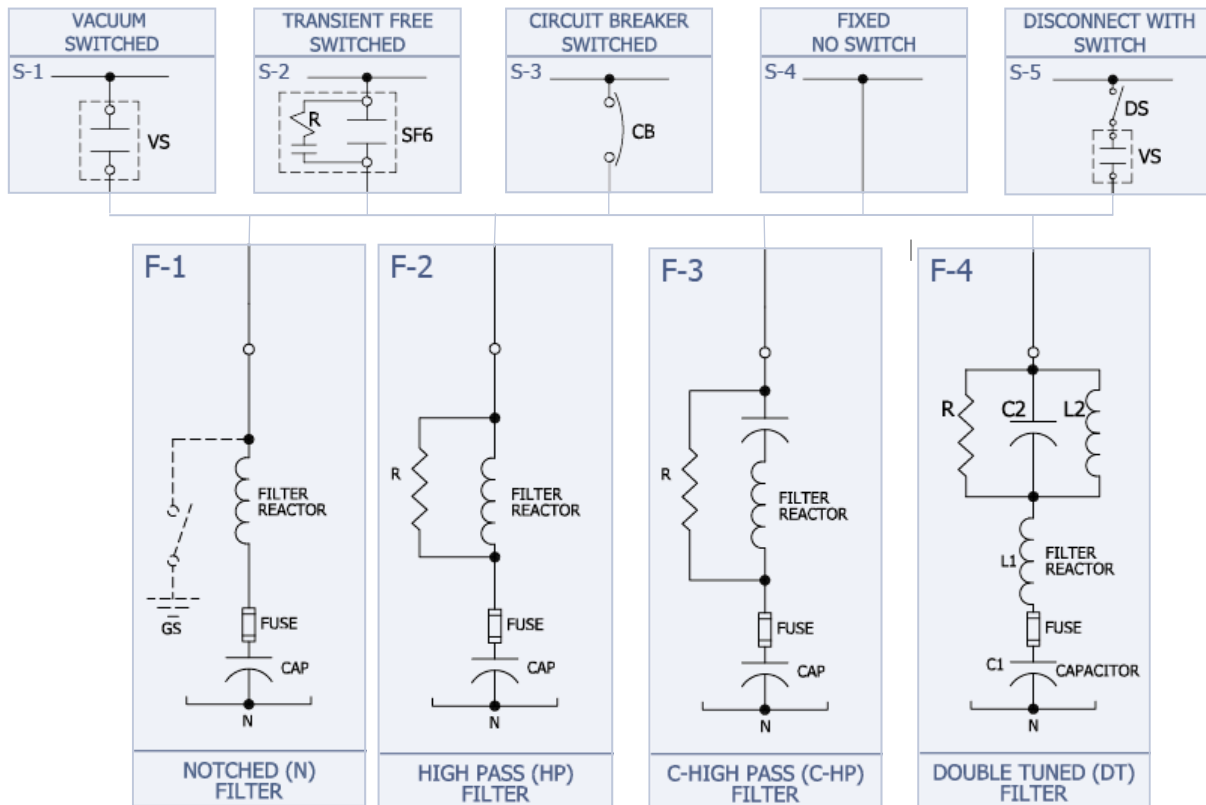 VACUUM
SWITCHED
S-1
VS
TRANSIENT FREE
SWITCHED
S-2
R
SF6
CIRCUIT BREAKER
SWITCHED
S-3
CB
FIXED
NO SWITCH
S-4
DISCONNECT WITH
SWITCH
S-5
DS
VS
F-1
FILTER
REACTOR
GS
FUSE
CAP
N
NOTCHED (N)
FILTER
F-2
R
FILTER
REACTOR
FUSE
CAP
N
HIGH PASS (HP)
FILTER
F-3
R
FILTER
REACTOR
FUSE
CAP
N
C-HIGH PASS (C-HP)
FILTER
F-4
R
C2
L2
L1
FILTER
REACTOR
FUSE
C1
CAPACITOR
N
DOUBLE TUNED (DT)
FILTER